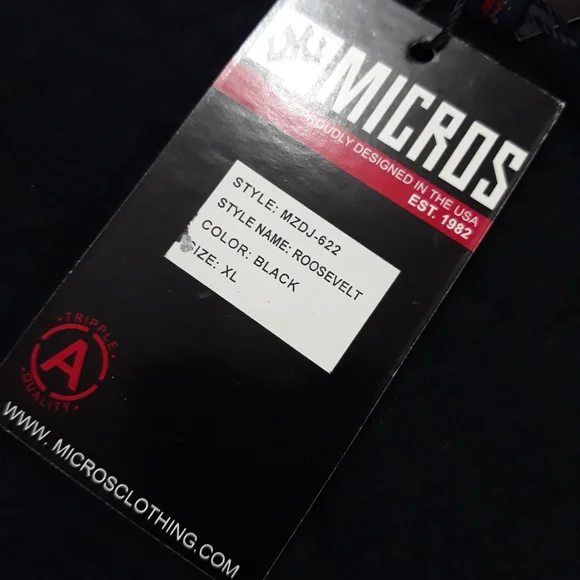 MICROS
PROUDLY DESIGNED IN THE USA
EST. 1982
STYLE: MZDJ-622
STYLE NAME: ROOSEVELT
COLOR: BLACK
SIZE: XL
·TRIPPLE·
A
·QUALITY·
WWW. MICROSCLOTHING.COM